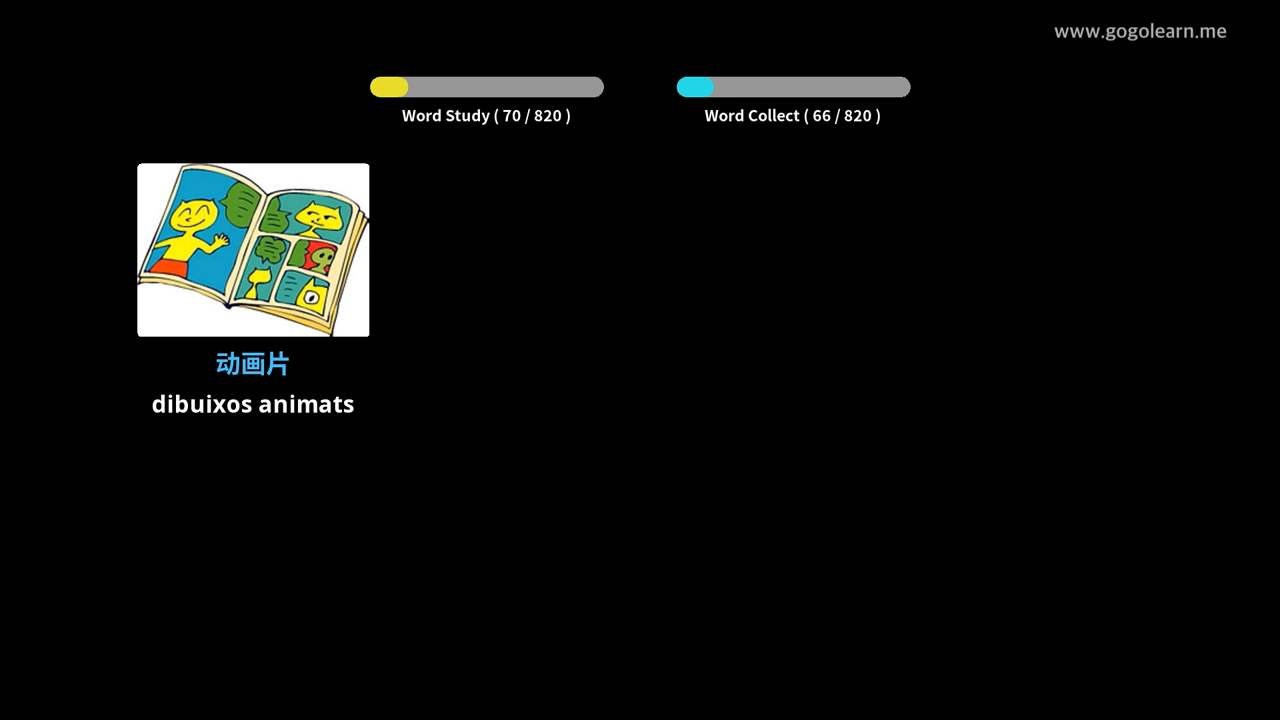 www.gogolearn.me
Word Study ( 70 / 820 )
Word Collect ( 66 / 820 )
动画片
dibuixos animats